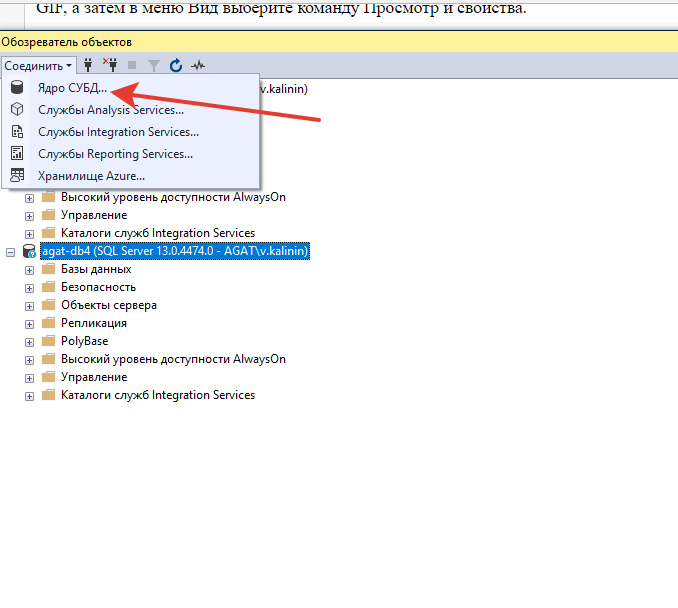 GIF, а затем в меню Вид выберите команду Просмотр и свойства.
Обозреватель объектов
Соединить
Ядро СУБД...
v.kalinin)
Службы Analysis Services...
Службы Integration Services...
Службы Reporting Services...
Хранилище Azure...
Высокий уровень доступности AlwaysOn
Управление
Каталоги служб Integration Services
agat-db4 (SQL Server 13.0.4474.0 - AGAT\v.kalinin)
Базы данных
Безопасность
Объекты сервера
Репликация
PolyBase
Высокий уровень доступности AlwaysOn
Управление
Каталоги служб Integration Services